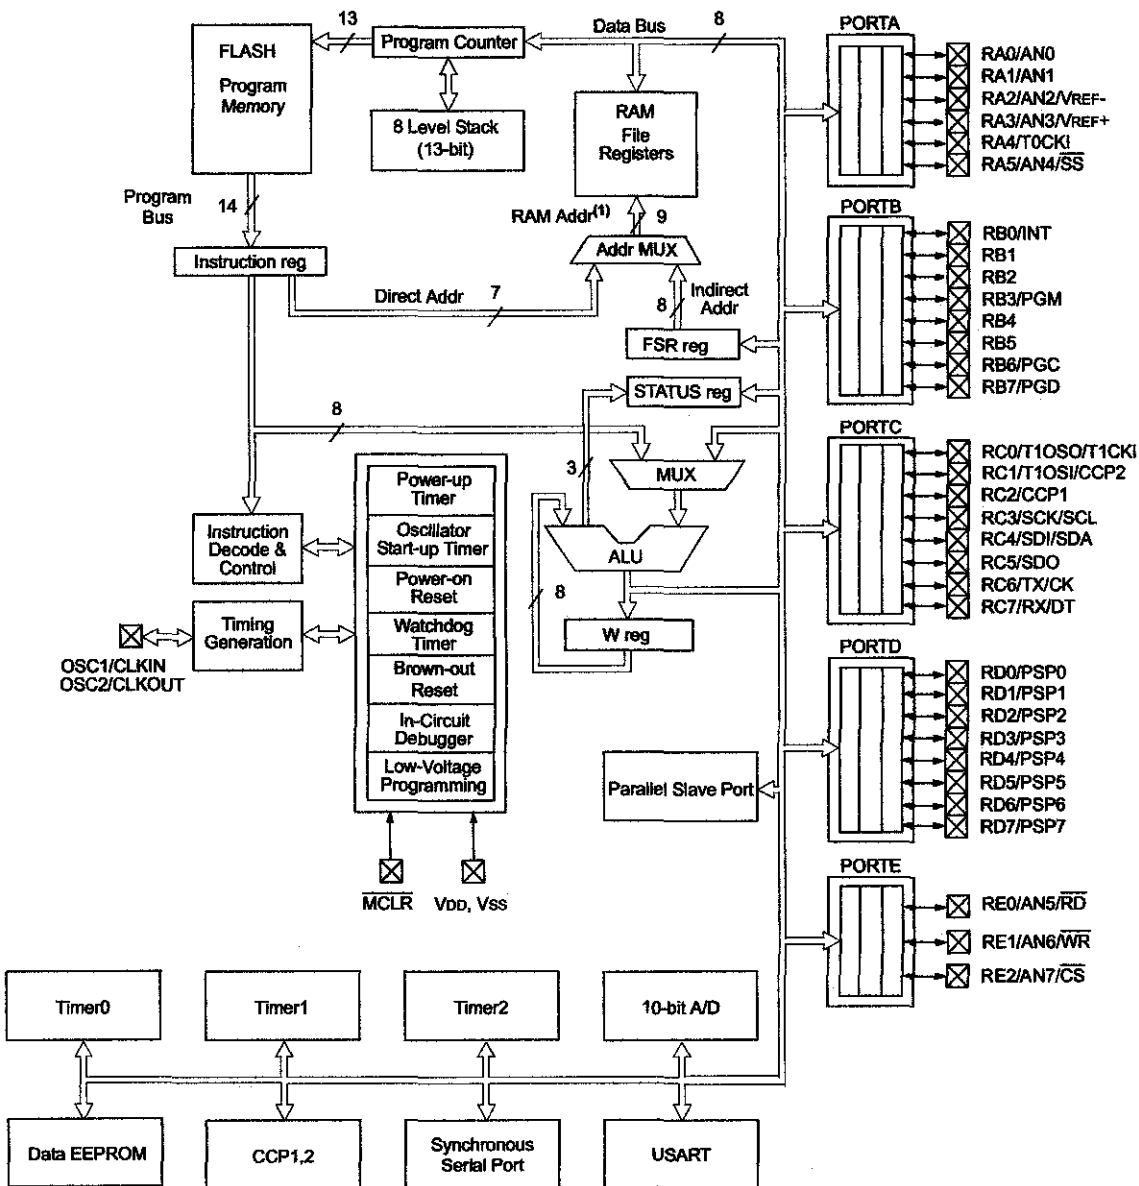 13
Data Bus
8
PORTA
FLASH
Program
Memory
Program Counter
8 Level Stack
(13-bit)
RAM
File
Registers
RA0/AN0
RA1/AN1
RA2/AN2/VREF-
RA3/AN3/VREF+
RA4/T0CKI
RA5/AN4/SS
Program
Bus
14
RAM Addr(1)
9
PORTB
Instruction reg
Addr MUX
RB0/INT
RB1
RB2
RB3/PGM
RB4
RB5
RB6/PGC
RB7/PGD
Direct Addr
7
8
Indirect
Addr
FSR reg
STATUS reg
8
3
MUX
PORTC
RC0/T1OSO/T1CKI
RC1/T1OSI/CCP2
RC2/CCP1
RC3/SCK/SCL
RC4/SDI/SDA
RC5/SDO
RC6/TX/CK
RC7/RX/DT
Power-up
Timer
Instruction
Decode &
Control
Oscillator
Start-up Timer
ALU
Power-on
Reset
8
Timing
Generation
Watchdog
Timer
W reg
OSC1/CLKIN
OSC2/CLKOUT
Brown-out
Reset
In-Circuit
Debugger
Low-Voltage
Programming
PORTD
RD0/PSP0
RD1/PSP1
RD2/PSP2
RD3/PSP3
RD4/PSP4
RD5/PSP5
RD6/PSP6
RD7/PSP7
Parallel Slave Port
MCLR
VDD, VSS
PORTE
RE0/AN5/RD
RE1/AN6/WR
RE2/AN7/CS
Timer0
Timer1
Timer2
10-bit A/D
Data EEPROM
CCP1,2
Synchronous
Serial Port
USART